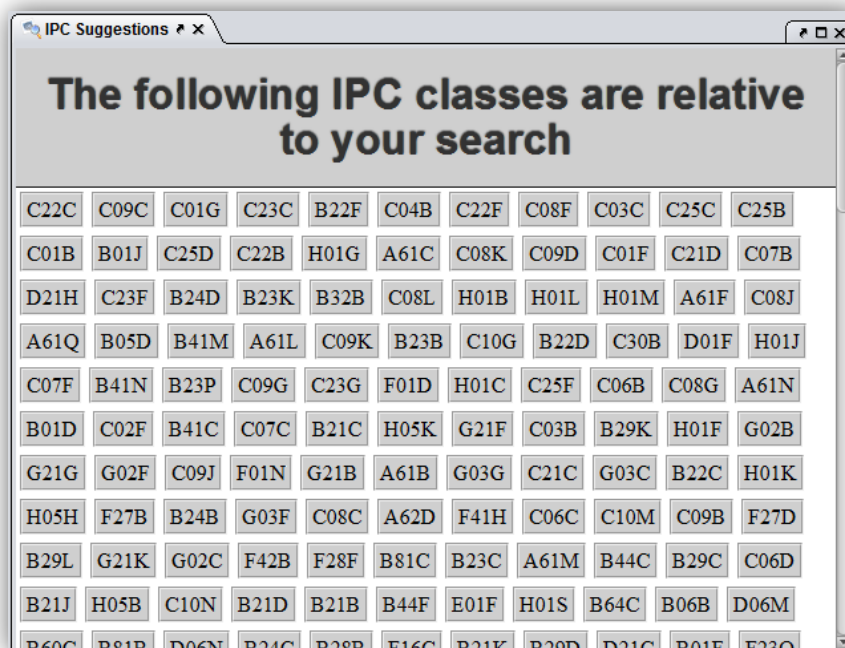 IPC Suggestions
The following IPC classes are relative
to your search
C22C C09C C01G C23C B22F C04B C22F C08F C03C C25C C25B
C01B B01J C25D C22B H01G A61C C08K C09D C01F C21D C07B
D21H C23F B24D B23K B32B C08L H01B H01L H01M A61F C08J
A61Q B05D B41M A61L C09K B23B C10G B22D C30B D01F H01J
C07F B41N B23P C09G C23G F01D H01C C25F C06B C08G A61N
B01D C02F B41C C07C B21C H05K G21F C03B B29K H01F G02B
G21G G02F C09J F01N G21B A61B G03G C21C G03C B22C H01K
H05H F27B B24B G03F C08C A62D F41H C06C C10M C09B F27D
B29L G21K G02C F42B F28F B81C B23C A61M B44C B29C C06D
B21J H05B C10N B21D B21B B44F E01F H01S B64C B06B D06M